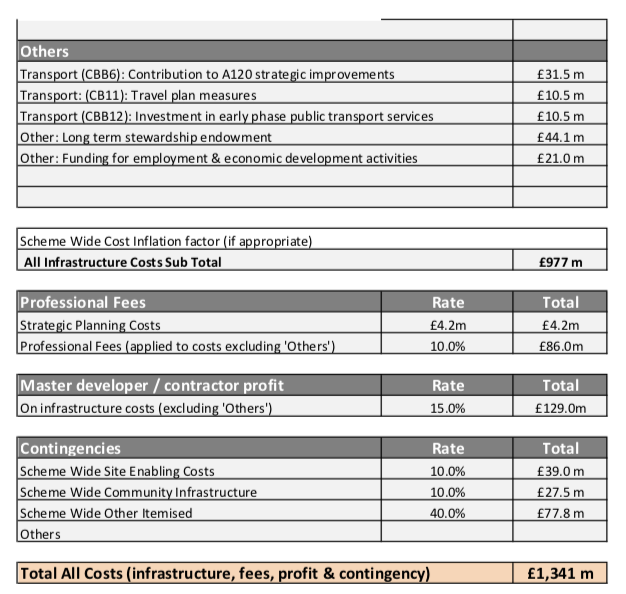 Others
Transport (CBB6): Contribution to A120 strategic improvements £31.5 m
Transport: (CB11): Travel plan measures £10.5 m
Transport (CBB12): Investment in early phase public transport services £10.5 m
Other: Long term stewardship endowment £44.1 m
Other: Funding for employment & economic development activities £21.0 m
Scheme Wide Cost Inflation factor (if appropriate)
All Infrastructure Costs Sub Total £977 m
Professional Fees Rate Total
Strategic Planning Costs £4.2m £4.2m
Professional Fees (applied to costs excluding 'Others') 10.0% £86.0m
Master developer / contractor profit Rate Total
On infrastructure costs (excluding 'Others') 15.0% £129.0m
Contingencies Rate Total
Scheme Wide Site Enabling Costs 10.0% £39.0 m
Scheme Wide Community Infrastructure 10.0% £27.5 m
Scheme Wide Other Itemised 40.0% £77.8 m
Others
Total All Costs (infrastructure, fees, profit & contingency) £1,341 m